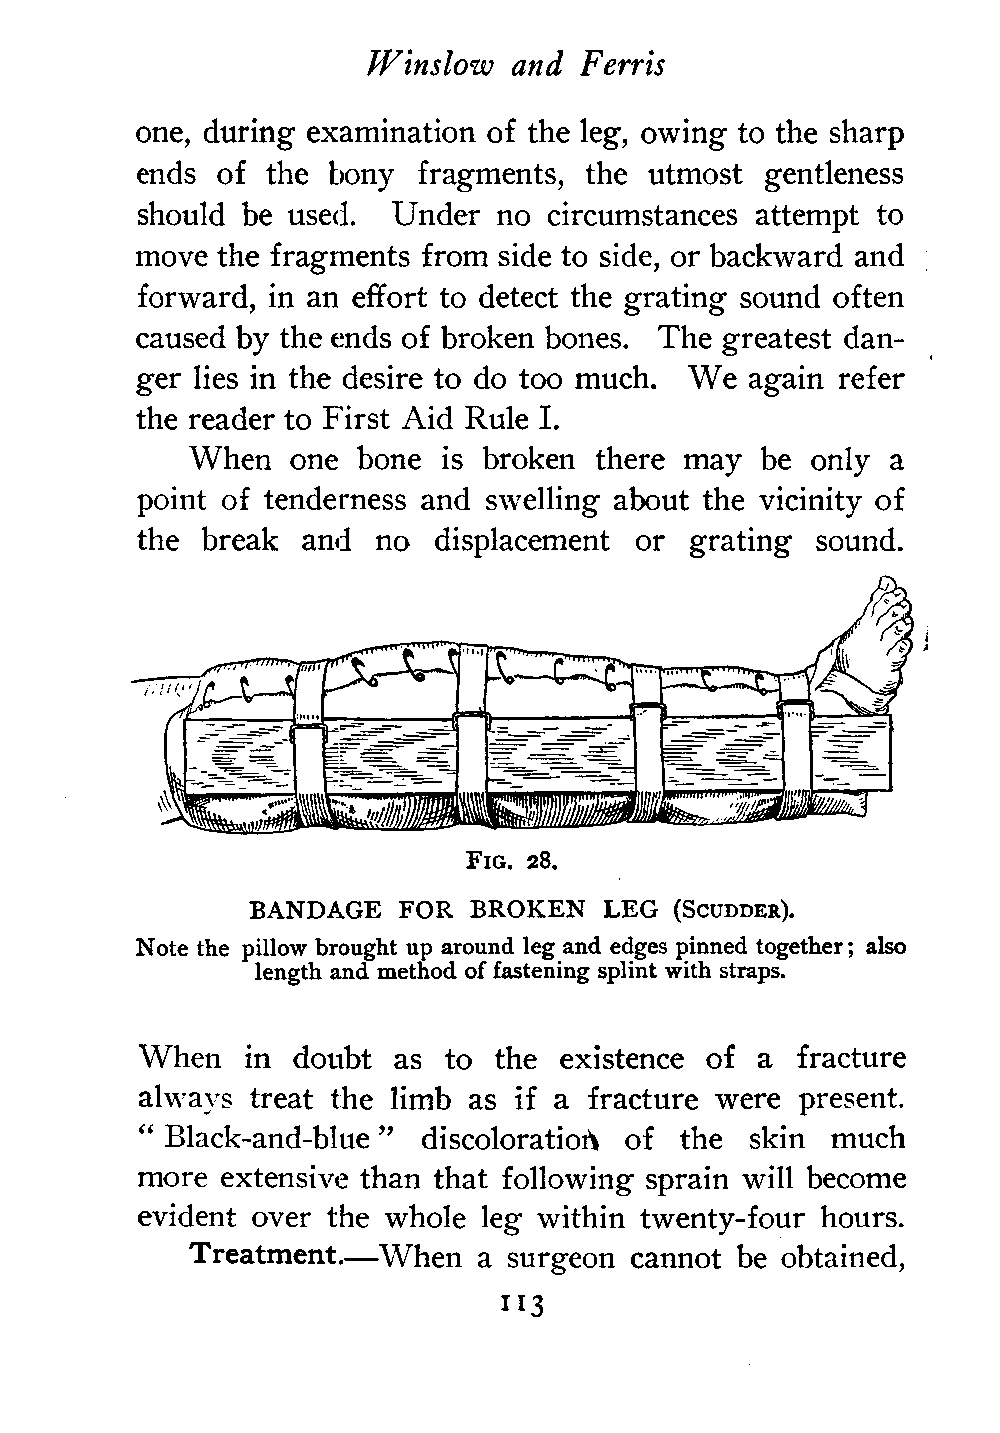 Winslow and Ferris
one, during examination of the leg, owing to the sharp
ends of the bony fragments, the utmost gentleness
should be used. Under no circumstances attempt to
move the fragments from side to side, or backward and
forward, in an effort to detect the grating sound often
caused by the ends of broken bones. The greatest dan-
ger lies in the desire to do too much. We again refer
the reader to First Aid Rule I.
When one bone is broken there may be only a
point of tenderness and swelling about the vicinity of
the break and no displacement or grating sound.
FIG. 28.
BANDAGE FOR BROKEN LEG (SCUDDER).
Note the pillow brought up around leg and edges pinned together; also
length and method of fastening splint with straps.
When in doubt as to the existence of a fracture
always treat the limb as if a fracture were present.
“ Black-and-blue ” discoloration of the skin much
more extensive than that following sprain will become
evident over the whole leg within twenty-four hours.
Treatment.—When a surgeon cannot be obtained,
113